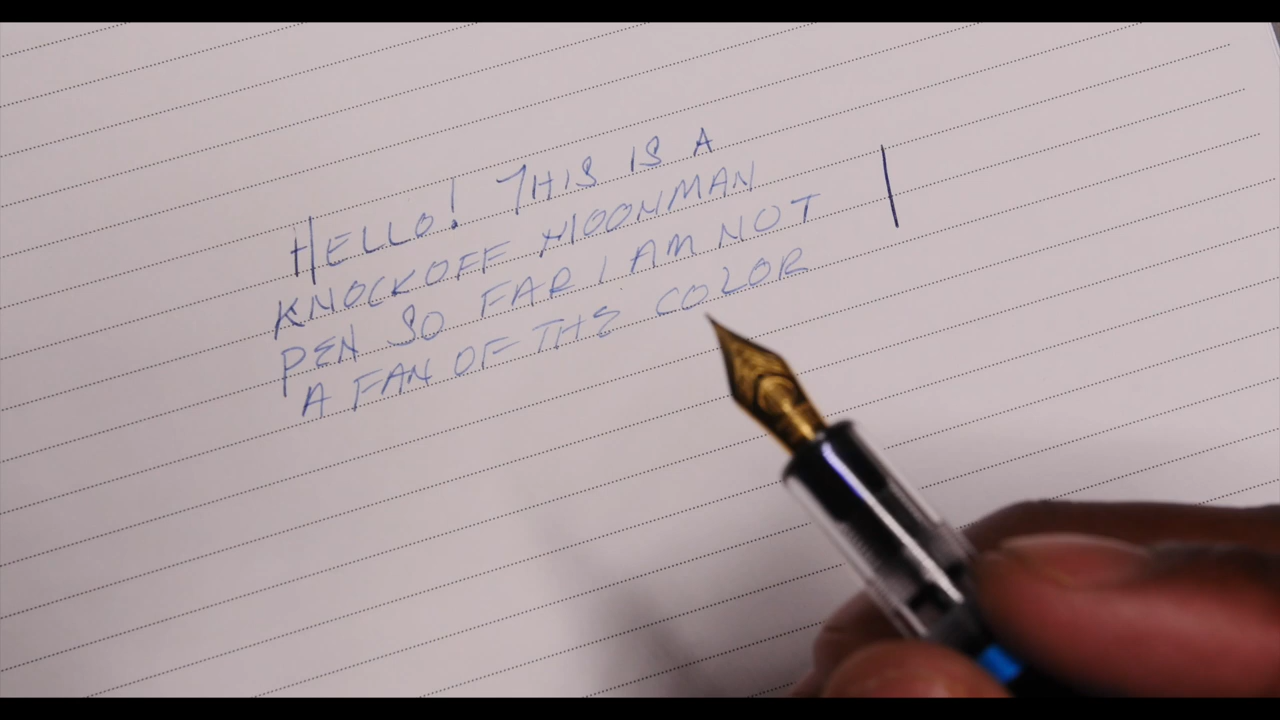 HELLO! THIS IS A
KNOCKOFF MOONMAN
PEN SO FAR I AM NOT
A FAN OF THE COLOR